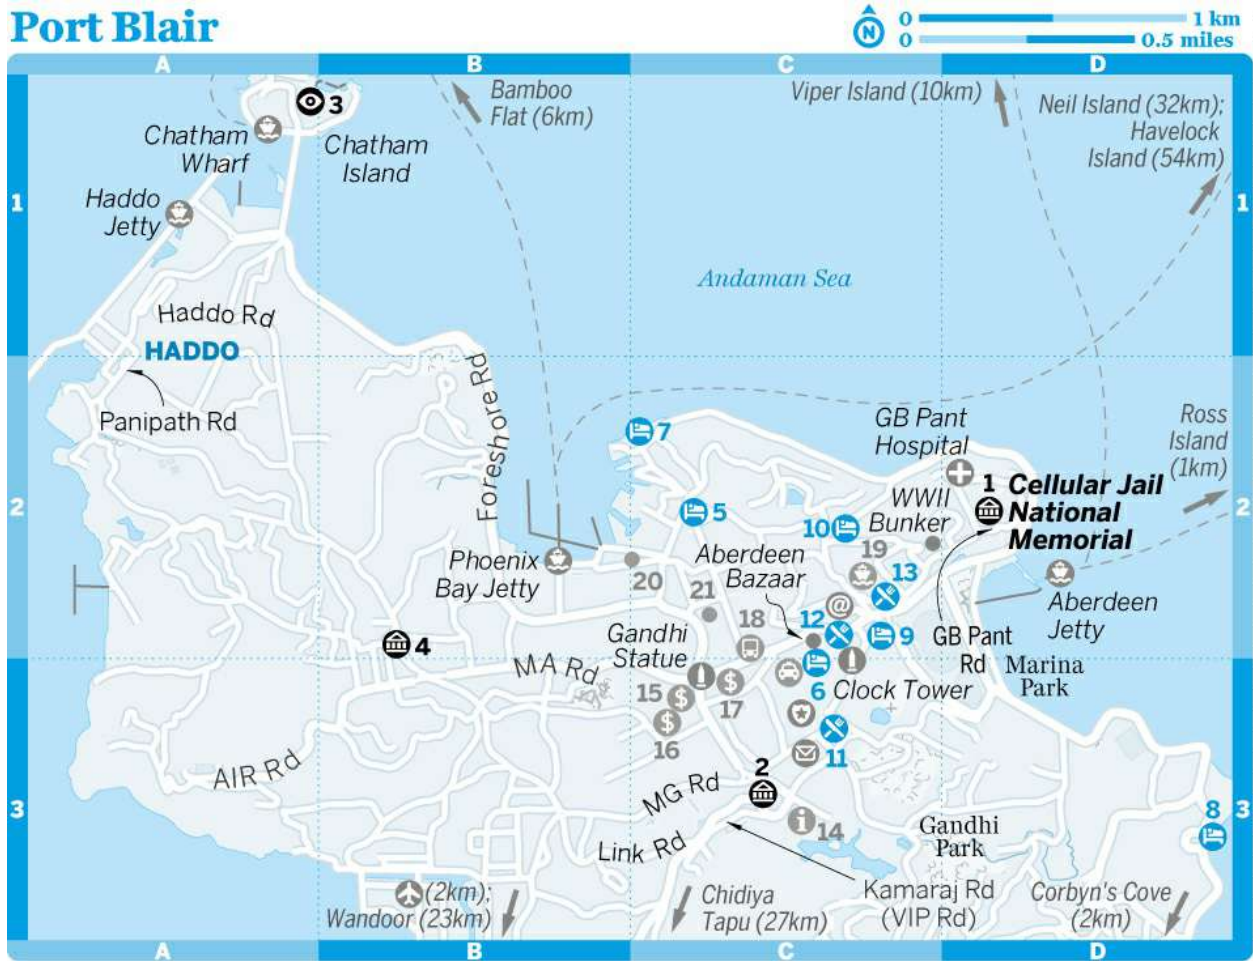 Port Blair
N
0 1 km
0 0.5 miles
A B C D
Bamboo
Flat (6km)
Viper Island (10km)
Neil Island (32km);
Havelock
Island (54km)
3
Chatham
Wharf
Chatham
Island
1 1
Haddo
Jetty
Andaman Sea
Haddo Rd
HADDO
Panipath Rd
Foreshore Rd
7
GB Pant
Hospital
Ross
Island
(1km)
1 Cellular Jail
National
Memorial
2 2
5
WWII
Bunker
10
19
Aberdeen
Bazaar
Phoenix
Bay Jetty
20
21
13
@
Aberdeen
Jetty
18
12
9
GB Pant
Rd
Gandhi
Statue
4
MA Rd
Marina
Park
6 Clock Tower
15 $
$ 17
$
16
11
AIR Rd
2
MG Rd
3 3
8
i 14
Gandhi
Park
Link Rd
(2km);
Wandoor (23km)
Chidiya
Tapu (27km)
Kamaraj Rd
(VIP Rd)
Corbyn's Cove
(2km)
A B C D